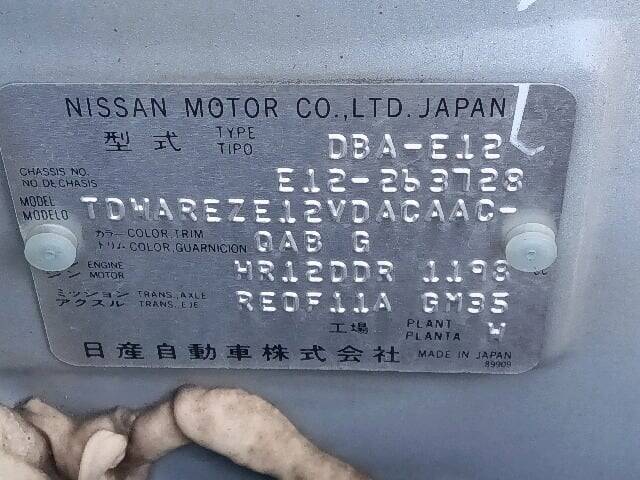 NISSAN MOTOR CO.,LTD. JAPAN
型式 TYPE TIPO DBA-E12
CHASSIS NO. NO. DE CHASIS E12-263728
MODEL MODELO TDWAREZE12VDACAAC-
カラー COLOR,TRIM トリム COLOR,GUARNICION QAB G
ENGINE MOTOR HR12DDR 1198 cc
ミッション TRANS.,AXLE アクスル TRANS.,EJE RE0F11A GM35
工場 PLANT PLANTA W
日産自動車株式会社 MADE IN JAPAN
89909